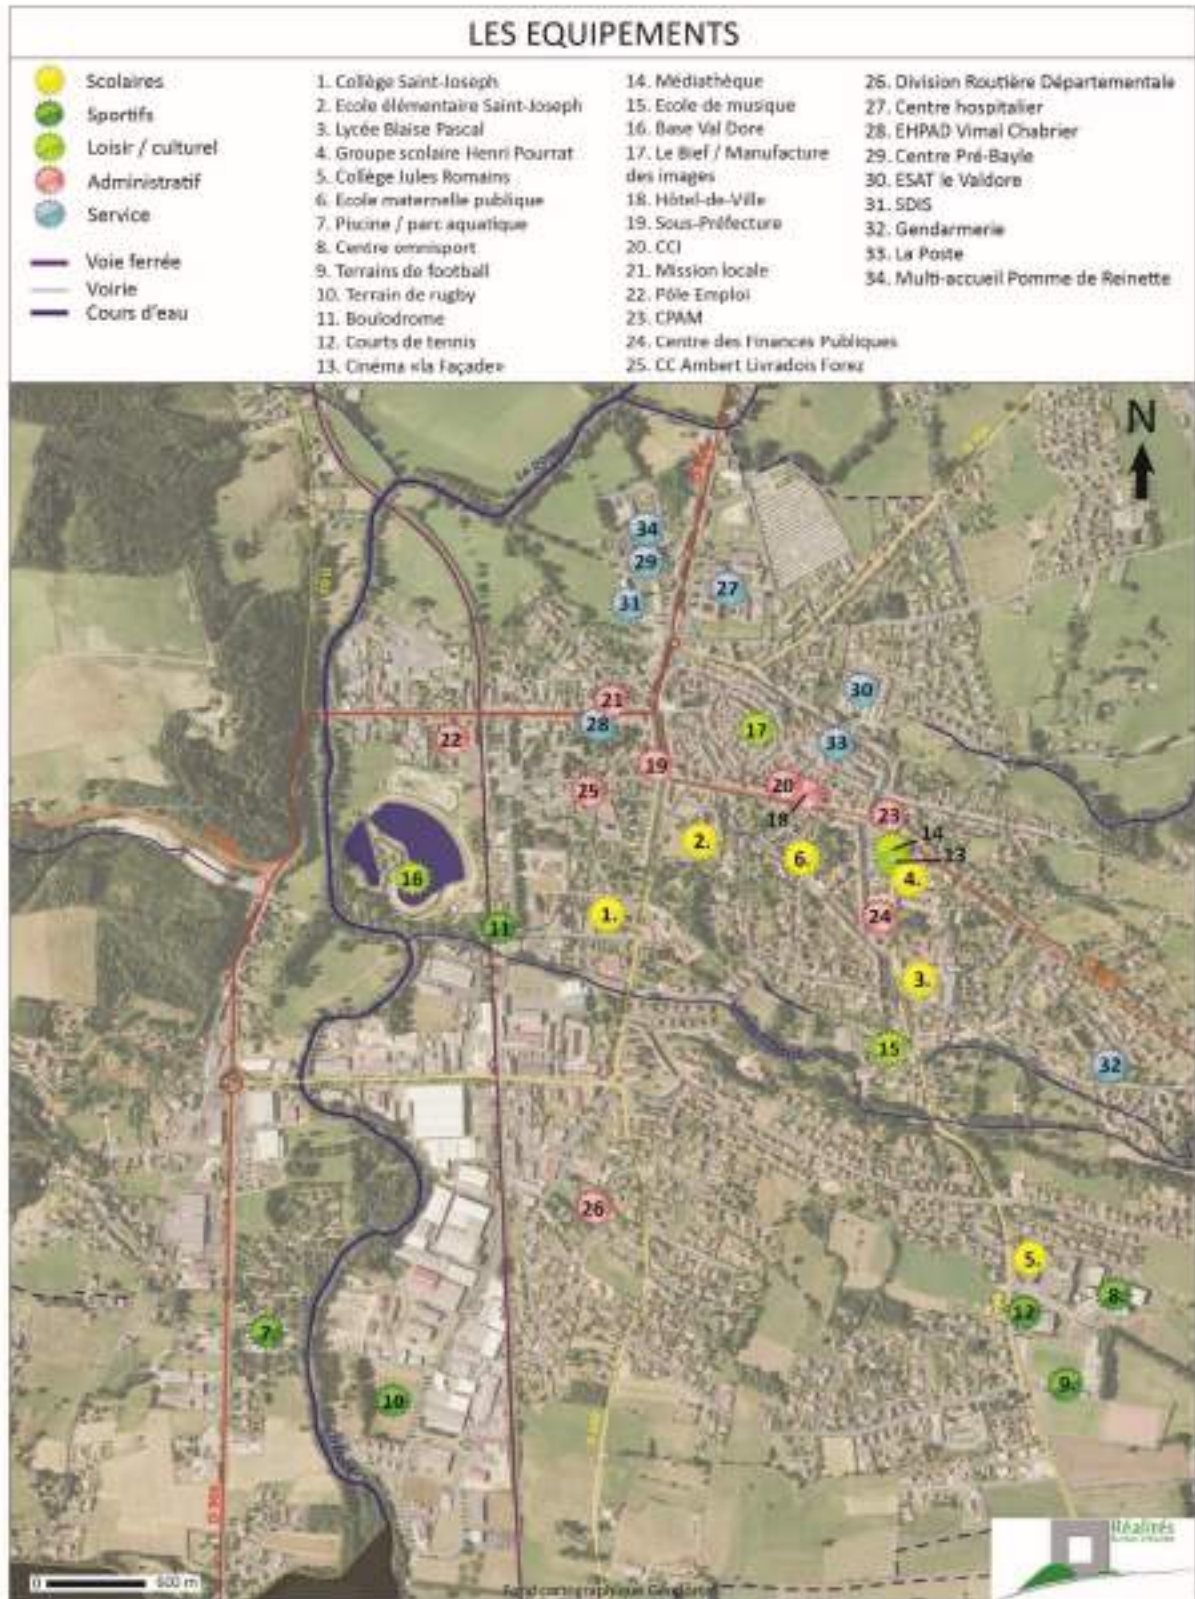 LES EQUIPEMENTS
Scolaires
Sportifs
Loisir / culturel
Administratif
Service
Voie ferrée
Voirie
Cours d'eau
1. Collège Saint-Joseph
2. Ecole élémentaire Saint-Joseph
3. Lycée Blaise Pascal
4. Groupe scolaire Henri Pourrat
5. Collège Jules Romains
6. Ecole maternelle publique
7. Piscine / parc aquatique
8. Centre omnisport
9. Terrains de football
10. Terrain de rugby
11. Boulodrome
12. Courts de tennis
13. Cinéma «la Façade»
14. Médiathèque
15. Ecole de musique
16. Base Val Dore
17. Le Bief / Manufacture
des images
18. Hôtel-de-Ville
19. Sous-Préfecture
20. CCI
21. Mission locale
22. Pôle Emploi
23. CPAM
24. Centre des Finances Publiques
25. CC Ambert Livradois Forez
26. Division Routière Départementale
27. Centre hospitalier
28. EHPAD Vimal Chabrier
29. Centre Pré-Bayle
30. ESAT le Valdore
31. SDIS
32. Gendarmerie
33. La Poste
34. Multi-accueil Pomme de Reinette
N
34
29
27
31
30
21
28
17
33
22
19
25
20
18
23
14
2.
6.
13
4.
16
1.
24
11
3.
15
32
26
5.
8
12
7
9.
10
0
600 m
Fond cartographique Géoportail
Réalités